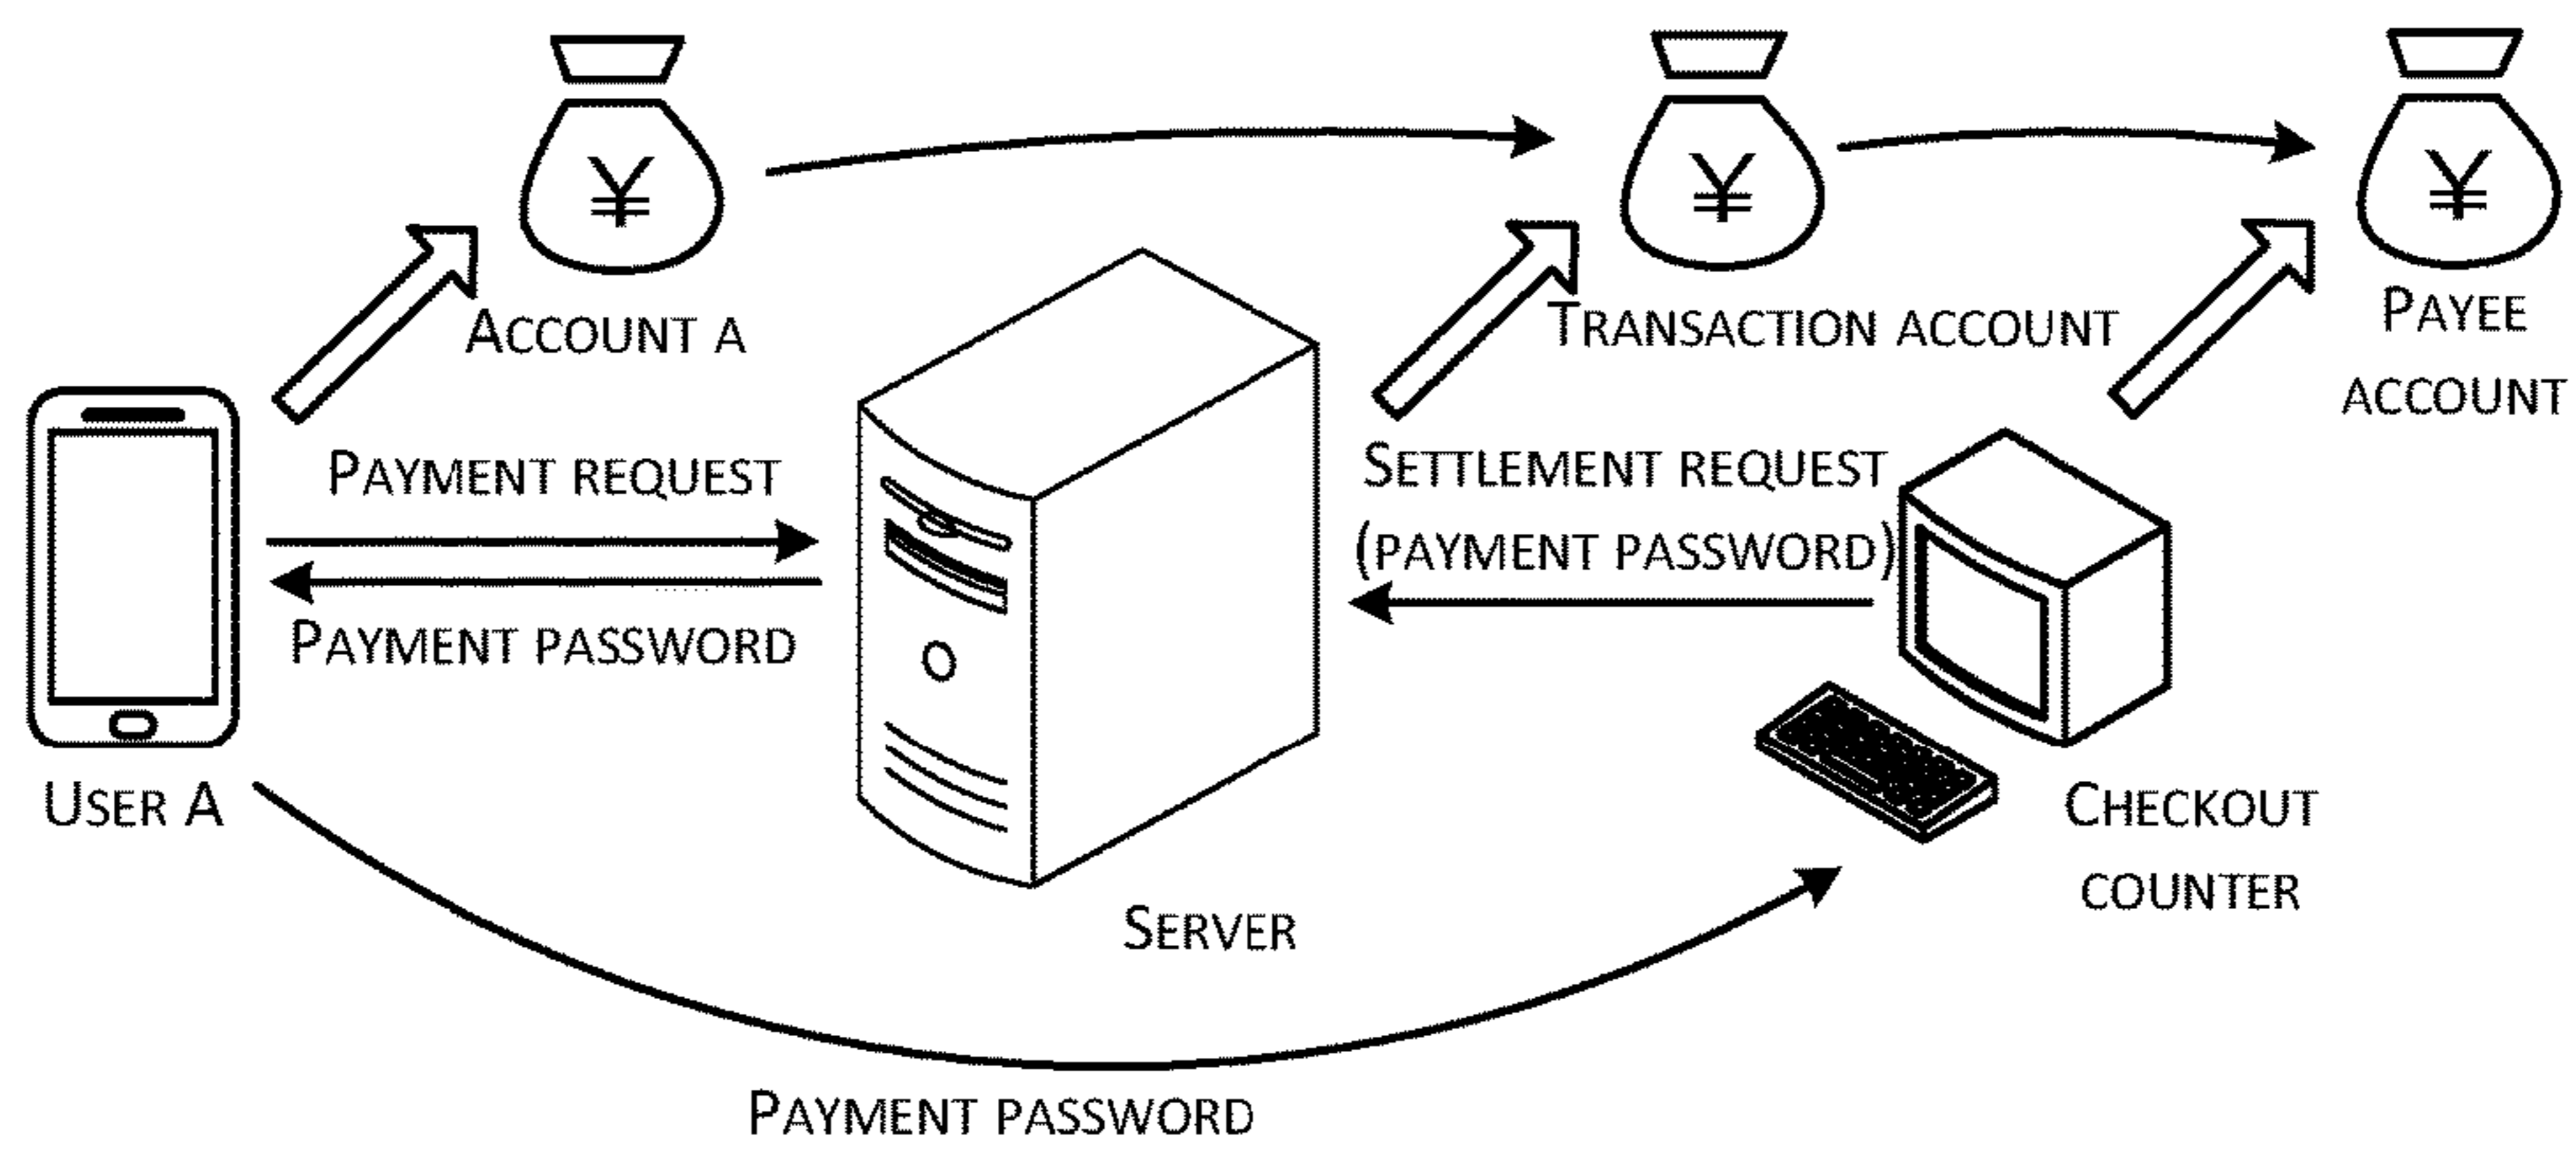 ¥
¥
¥
ACCOUNT A
TRANSACTION ACCOUNT
PAYEE
ACCOUNT
PAYMENT REQUEST
SETTLEMENT REQUEST
(PAYMENT PASSWORD)
PAYMENT PASSWORD
USER A
CHECKOUT
COUNTER
SERVER
PAYMENT PASSWORD